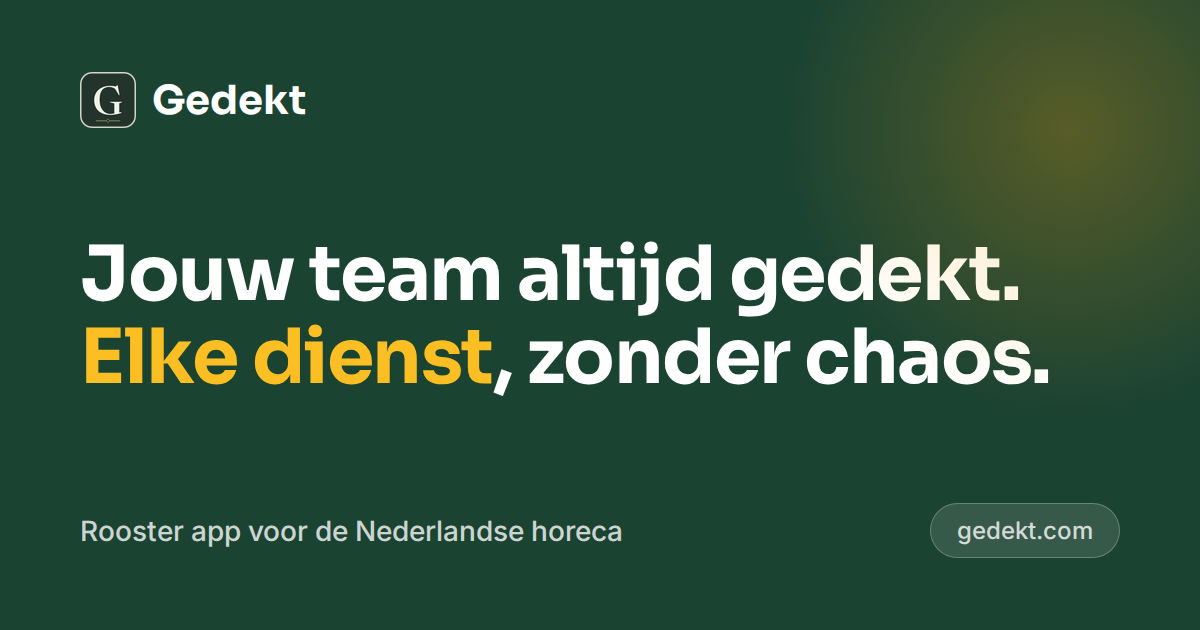 G Gedekt
Jouw team altijd gedekt.
Elke dienst, zonder chaos.
Rooster app voor de Nederlandse horeca
gedekt.com